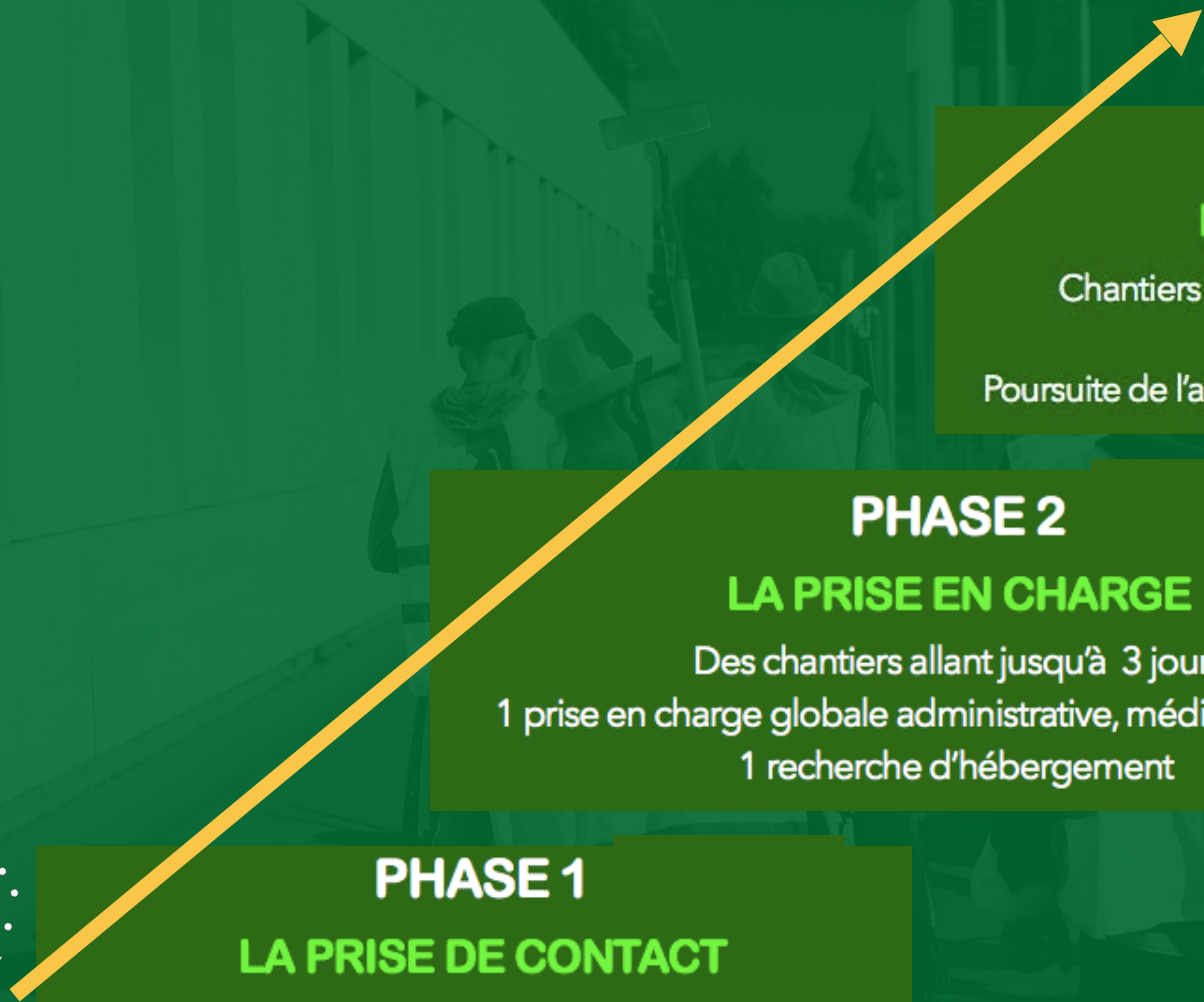 Chantiers
Poursuite de l'a
PHASE 2
LA PRISE EN CHARGE
Des chantiers allant jusqu'à 3 jour
1 prise en charge globale administrative, médi
1 recherche d'hébergement
PHASE 1
LA PRISE DE CONTACT